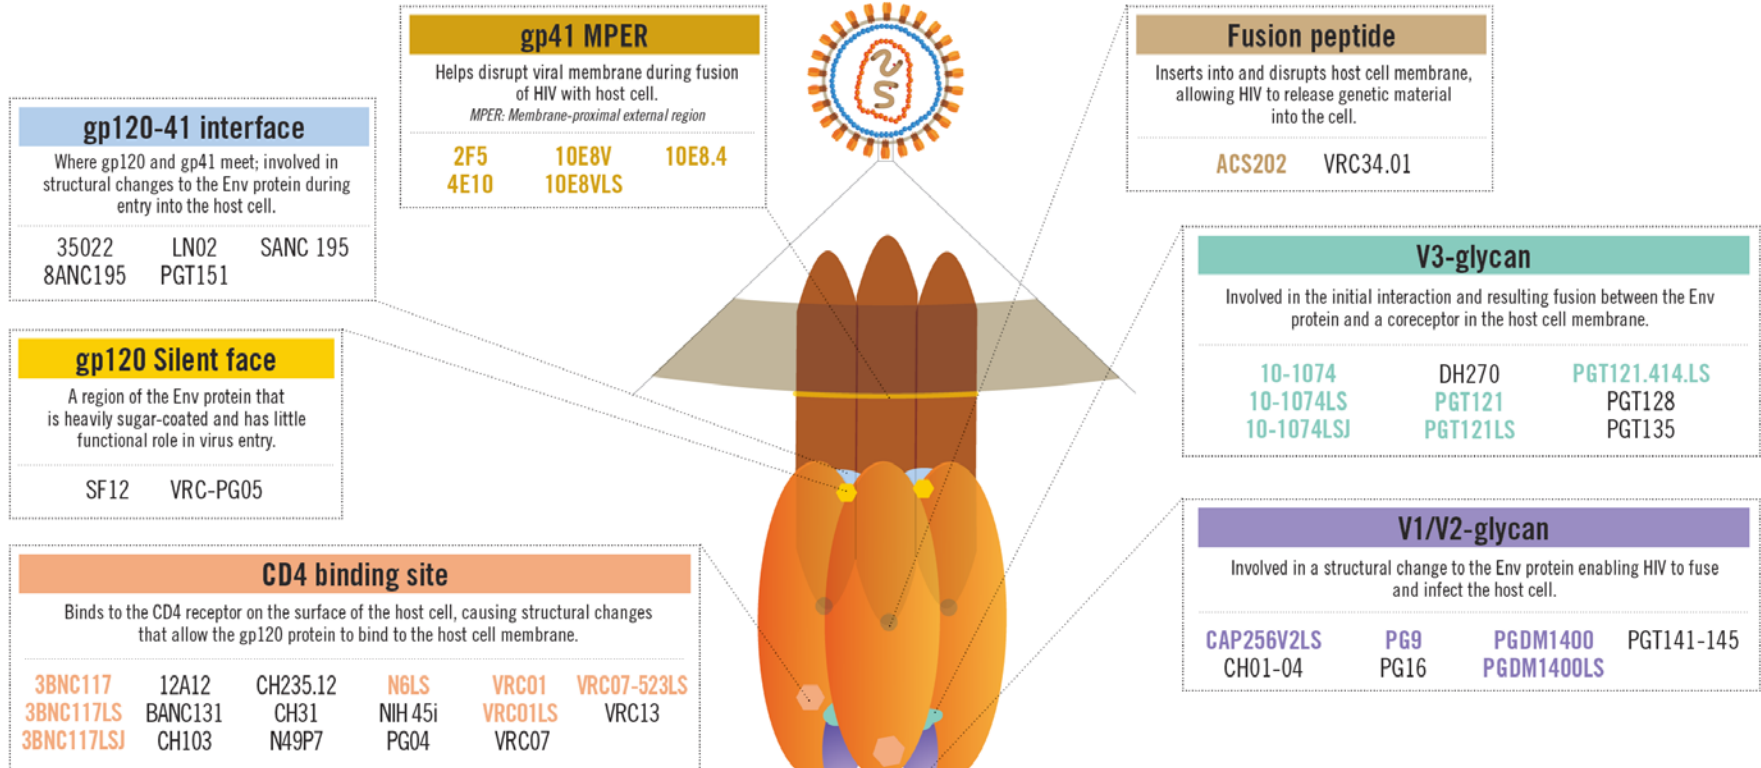 gp41 MPER
Helps disrupt viral membrane during fusion
of HIV with host cell.
MPER: Membrane-proximal external region
2F5 10E8V 10E8.4
4E10 10E8VLS
Fusion peptide
Inserts into and disrupts host cell membrane,
allowing HIV to release genetic material
into the cell.
ACS202 VRC34.01
gp120-41 interface
Where gp120 and gp41 meet; involved in
structural changes to the Env protein during
entry into the host cell.
35022 LN02 SANC 195
8ANC195 PGT151
V3-glycan
Involved in the initial interaction and resulting fusion between the Env
protein and a coreceptor in the host cell membrane.
10-1074 DH270 PGT121.414.LS
10-1074LS PGT121 PGT128
10-1074LSJ PGT121LS PGT135
gp120 Silent face
A region of the Env protein that
is heavily sugar-coated and has little
functional role in virus entry.
SF12 VRC-PG05
V1/V2-glycan
Involved in a structural change to the Env protein enabling HIV to fuse
and infect the host cell.
CAP256V2LS PG9 PGDM1400 PGT141-145
CH01-04 PG16 PGDM1400LS
CD4 binding site
Binds to the CD4 receptor on the surface of the host cell, causing structural changes
that allow the gp120 protein to bind to the host cell membrane.
3BNC117 12A12 CH235.12 N6LS VRC01 VRC07-523LS
3BNC117LS BANC131 CH31 NIH 45i VRC01LS VRC13
3BNC117LSJ CH103 N49P7 PG04 VRC07